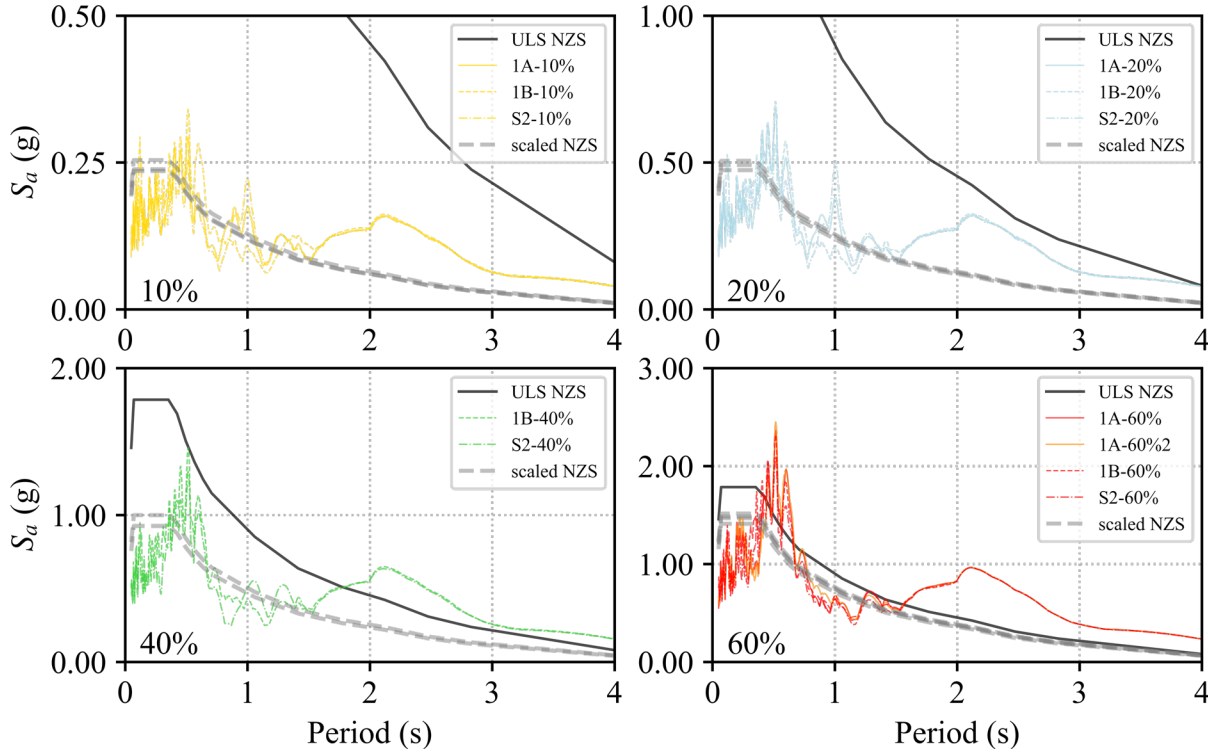 0.50
0.25
0.00
Sa (g)
0 1 2 3 4
10%
ULS NZS
1A-10%
1B-10%
S2-10%
scaled NZS
1.00
0.50
0.00
0 1 2 3 4
20%
ULS NZS
1A-20%
1B-20%
S2-20%
scaled NZS
2.00
1.00
0.00
Sa (g)
0 1 2 3 4
Period (s)
40%
ULS NZS
1B-40%
S2-40%
scaled NZS
3.00
2.00
1.00
0.00
0 1 2 3 4
Period (s)
60%
ULS NZS
1A-60%
1A-60%2
1B-60%
S2-60%
scaled NZS